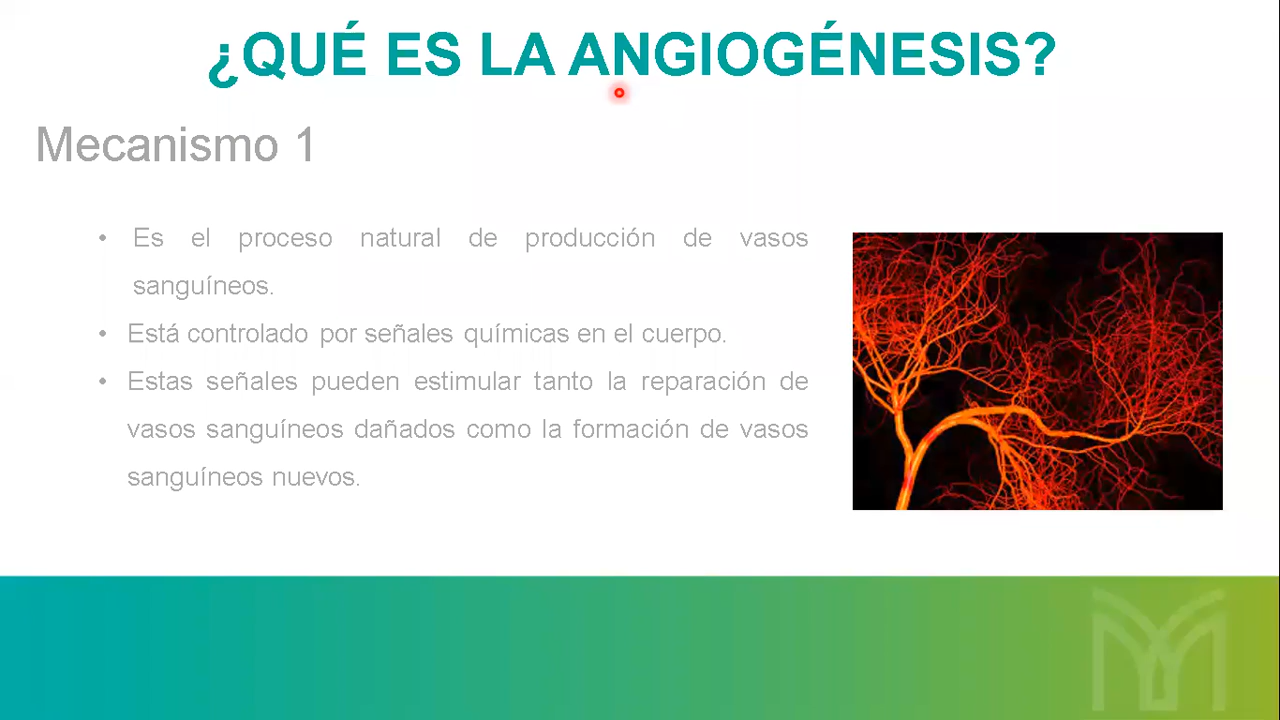 ¿QUÉ ES LA ANGIOGÉNESIS?
Mecanismo 1
• Es el proceso natural de producción de vasos
sanguíneos.
• Está controlado por señales químicas en el cuerpo.
• Estas señales pueden estimular tanto la reparación de
vasos sanguíneos dañados como la formación de vasos
sanguíneos nuevos.